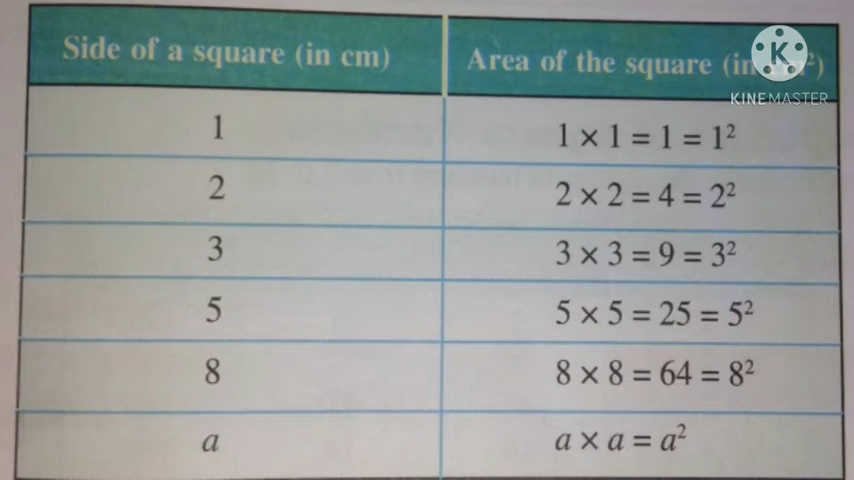 Side of a square (in cm) Area of the square (in cm²)
KINEMASTER
1 1 × 1 = 1 = 1²
2 2 × 2 = 4 = 2²
3 3 × 3 = 9 = 3²
5 5 × 5 = 25 = 5²
8 8 × 8 = 64 = 8²
a a × a = a²